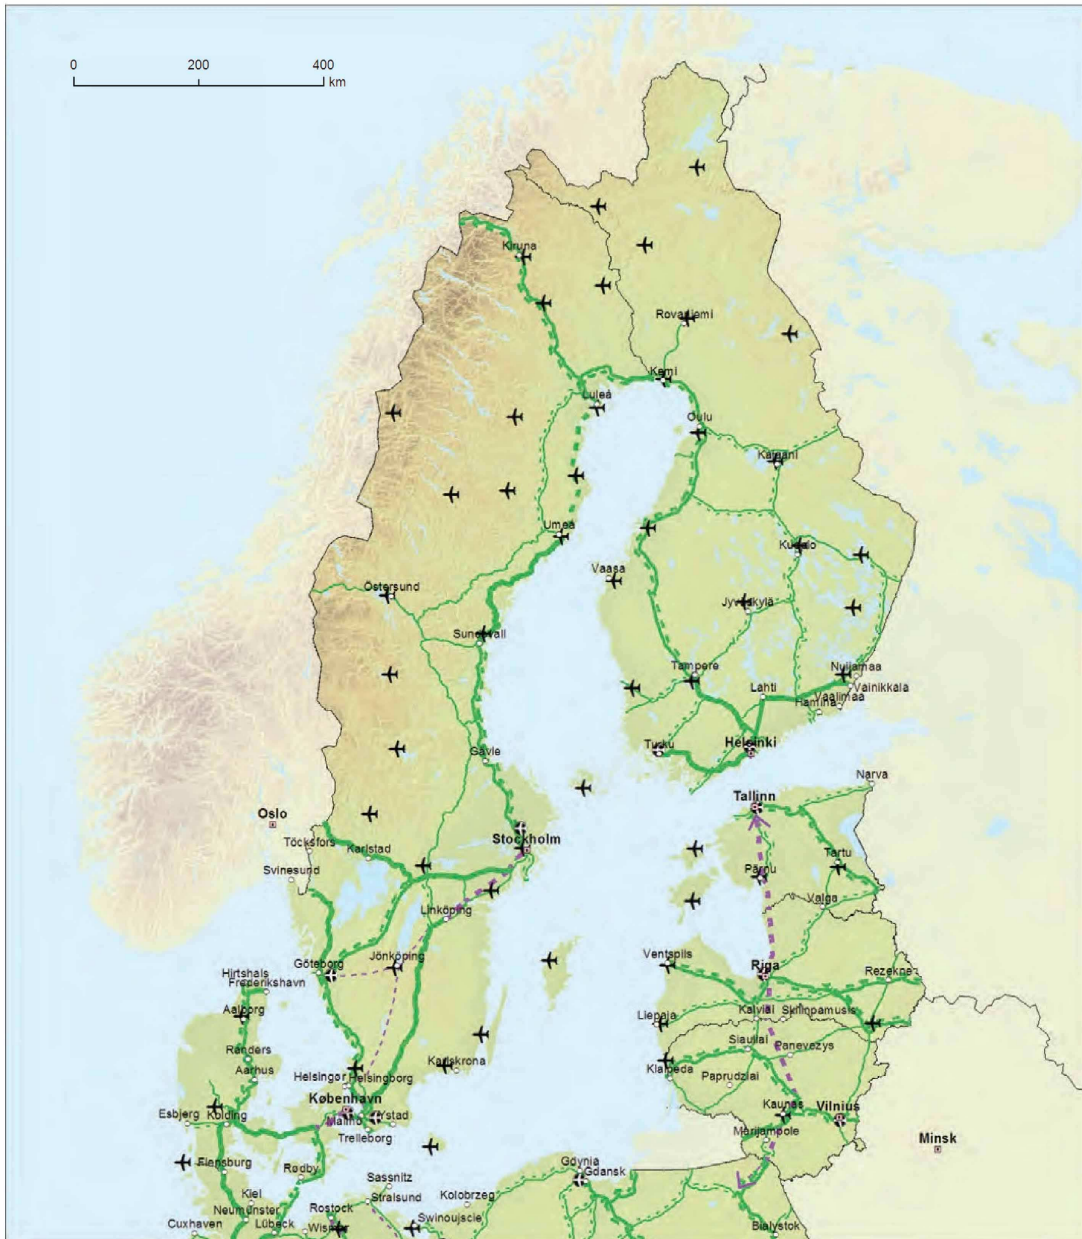 0 200 400
km
Kiruna
Rovaniemi
Kemi
Luleå
Oulu
Kajaani
Umeå
Kuopio
Vaasa
Östersund
Jyväskylä
Sundsvall
Tampere
Nuijamaa
Lahti
Vainikkala
Vaalimaa
Hamina
Turku
Helsinki
Gävle
Narva
Tallinn
Oslo
Stockholm
Töcksfors
Karlstad
Tartu
Svinesund
Pärnu
Valga
Linköping
Ventspils
Jönköping
Göteborg
Riga
Rezekne
Hirtshals
Frederikshavn
Aalborg
Liepaja
Kalviai
Skilinpamusis
Siauliai
Randers
Panevezys
Karlskrona
Klaipeda
Aarhus
Helsingør
Helsingborg
Paprudziai
København
Esbjerg
Kolding
Malmö
Ystad
Kaunas
Vilnius
Trelleborg
Marijampole
Minsk
Flensburg
Gdynia
Gdansk
Rødby
Sassnitz
Kiel
Stralsund
Kolobrzeg
Neumünster
Rostock
Swinoujscie
Cuxhaven
Lübeck
Wismar
Bialystok